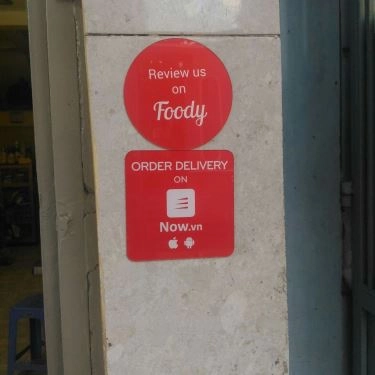 Review us
on
Foody
ORDER DELIVERY
ON
Now.vn